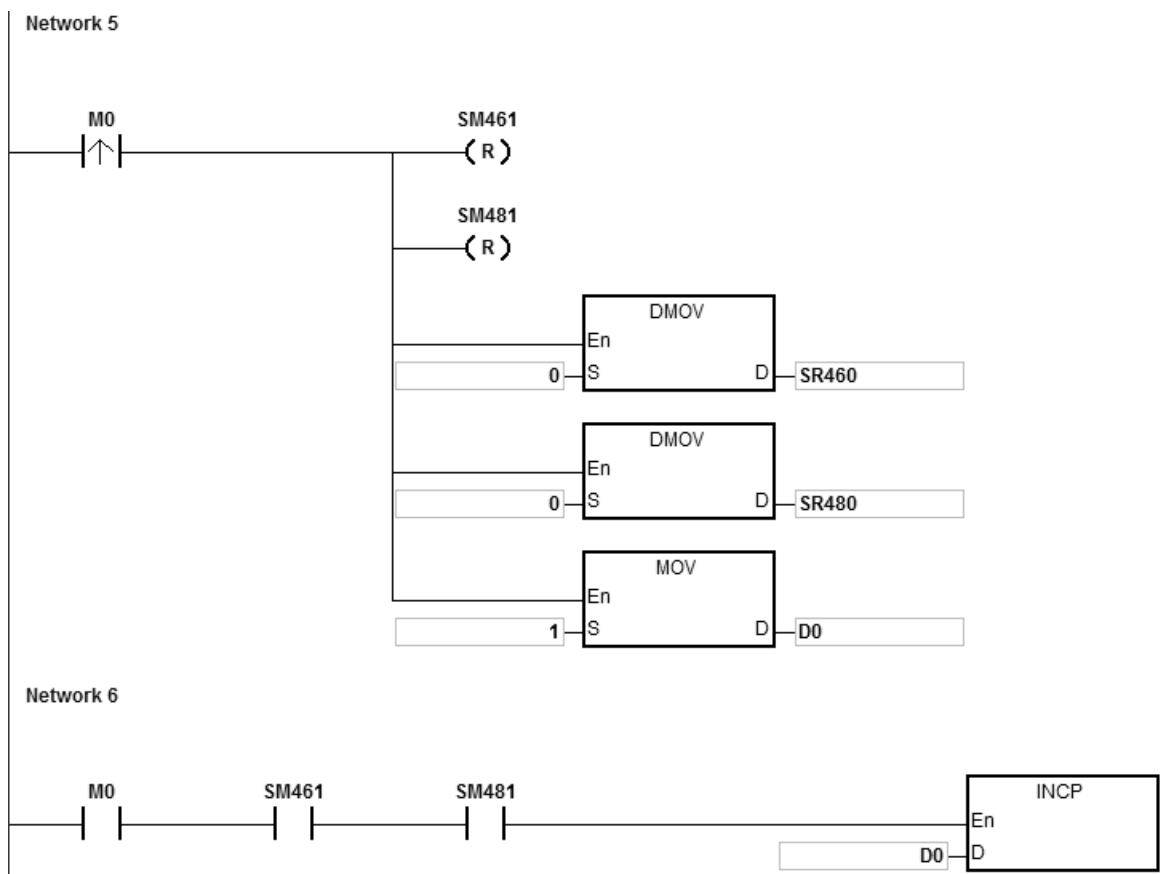 Network 5
M0 SM461
( R )
SM481
( R )
DMOV
En
0 S D SR460
DMOV
En
0 S D SR480
MOV
En
1 S D D0
Network 6
M0 SM461 SM481 INCP
En
D0 D